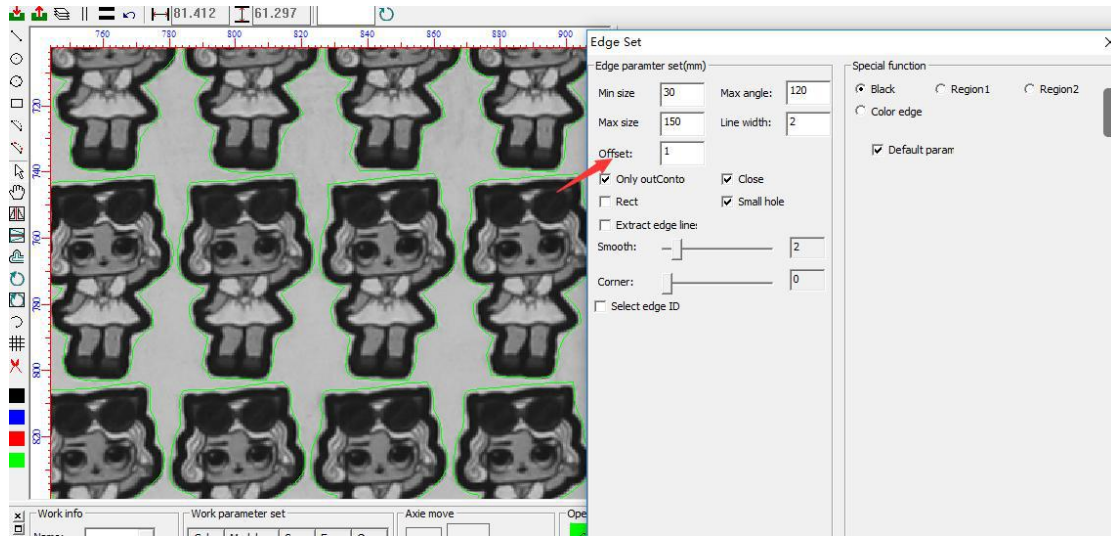 81.412 61.297
760 780 800 820 840 860 880 900
720
740
760
780
800
820
Edge Set
Edge paramter set(mm)
Min size 30 Max angle: 120
Max size 150 Line width: 2
Offset: 1
Only outConto Close
Rect Small hole
Extract edge line:
Smooth: 2
Corner: 0
Select edge ID
Special function
Black Region1 Region2
Color edge
Default param
Work info Work parameter set Axie move Ope